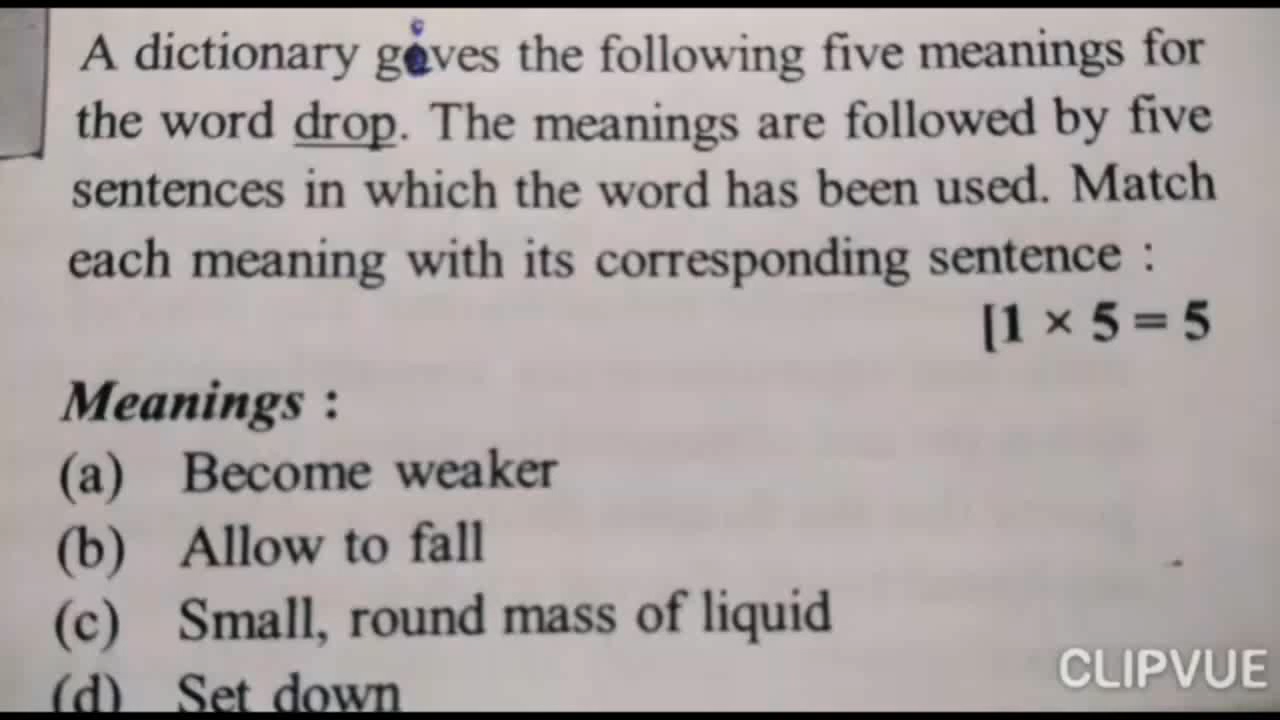 A dictionary gives the following five meanings for
the word drop. The meanings are followed by five
sentences in which the word has been used. Match
each meaning with its corresponding sentence :
[1 × 5 = 5
Meanings :
(a) Become weaker
(b) Allow to fall
(c) Small, round mass of liquid
(d) Set down
CLIPVUE